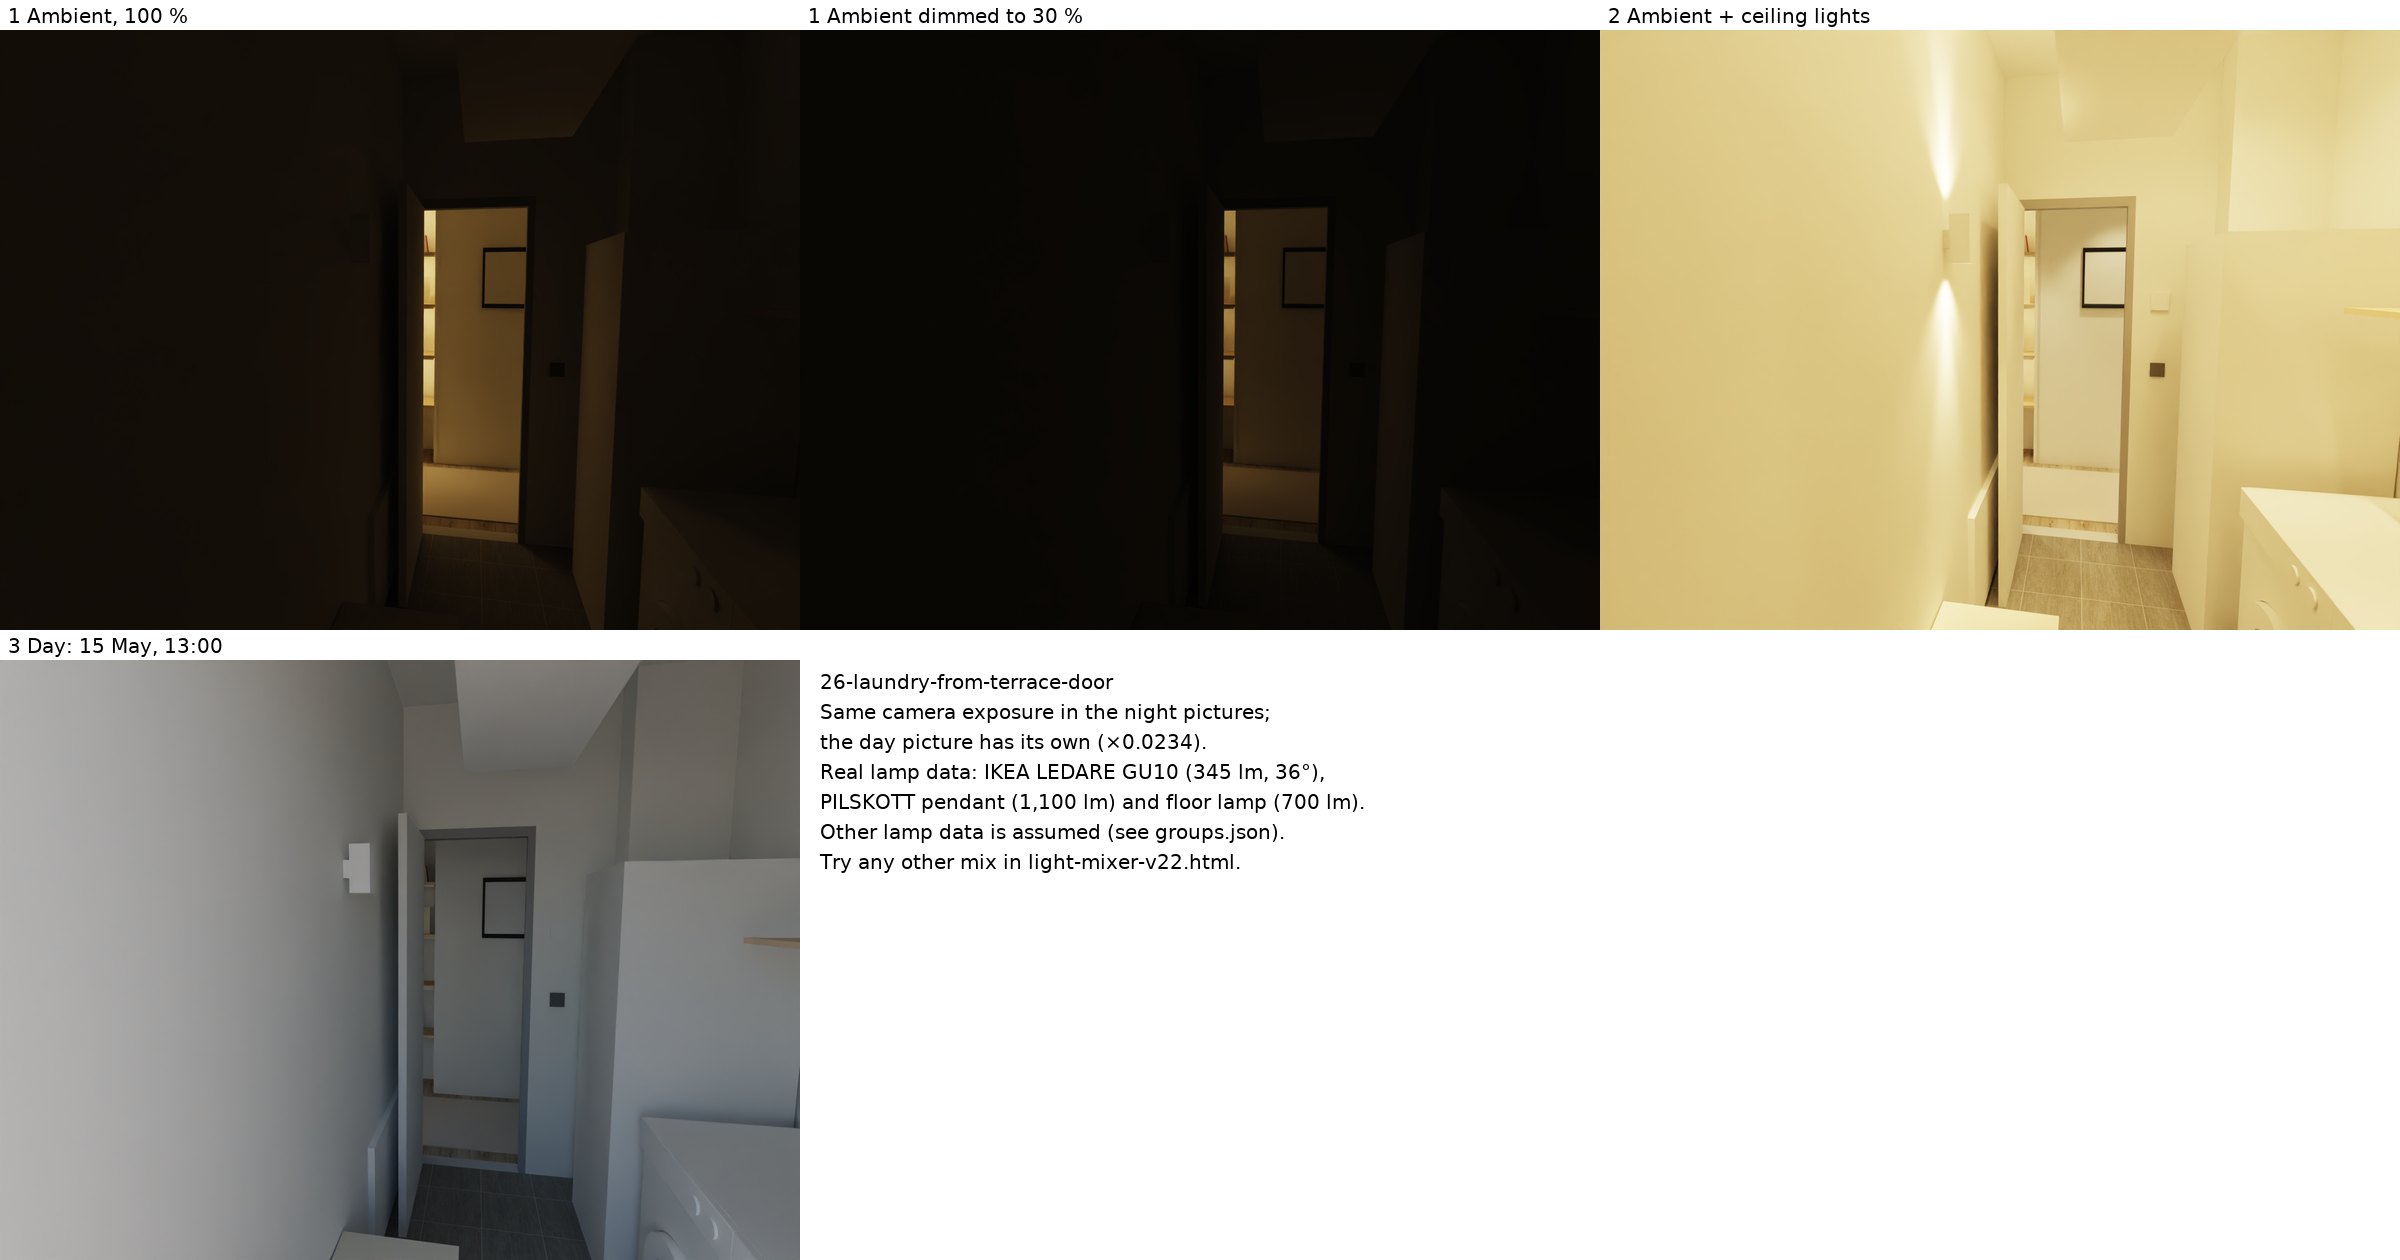 1 Ambient, 100 %
1 Ambient dimmed to 30 %
2 Ambient + ceiling lights
3 Day: 15 May, 13:00
26-laundry-from-terrace-door
Same camera exposure in the night pictures;
the day picture has its own (×0.0234).
Real lamp data: IKEA LEDARE GU10 (345 lm, 36°),
PILSKOTT pendant (1,100 lm) and floor lamp (700 lm).
Other lamp data is assumed (see groups.json).
Try any other mix in light-mixer-v22.html.